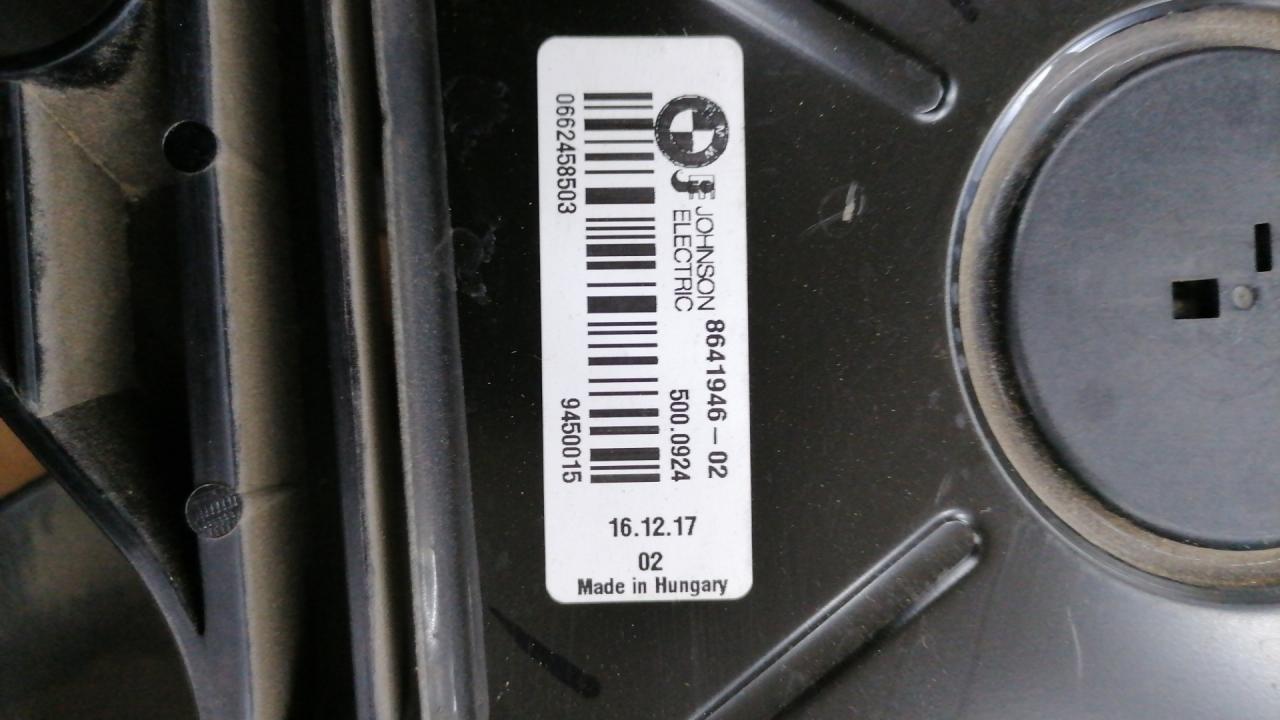 JOHNSON
ELECTRIC
8641946-02
500.0924
0662458503
9450015
16.12.17
02
Made in Hungary